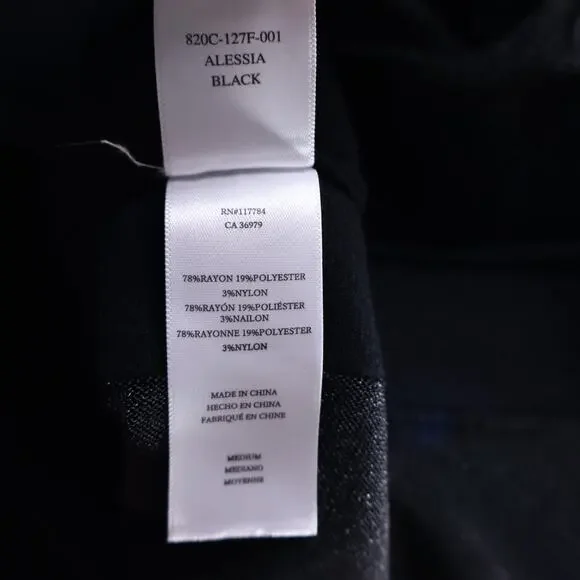 820C-127F-001
ALESSIA
BLACK
RN#117784
CA 36979
78%RAYON 19%POLYESTER
3%NYLON
78%RAYÓN 19%POLIÉSTER
3%NAILON
78%RAYONNE 19%POLYESTER
3%NYLON
MADE IN CHINA
HECHO EN CHINA
FABRIQUÉ EN CHINE
MEDIUM
MEDIANO
MOYENNE